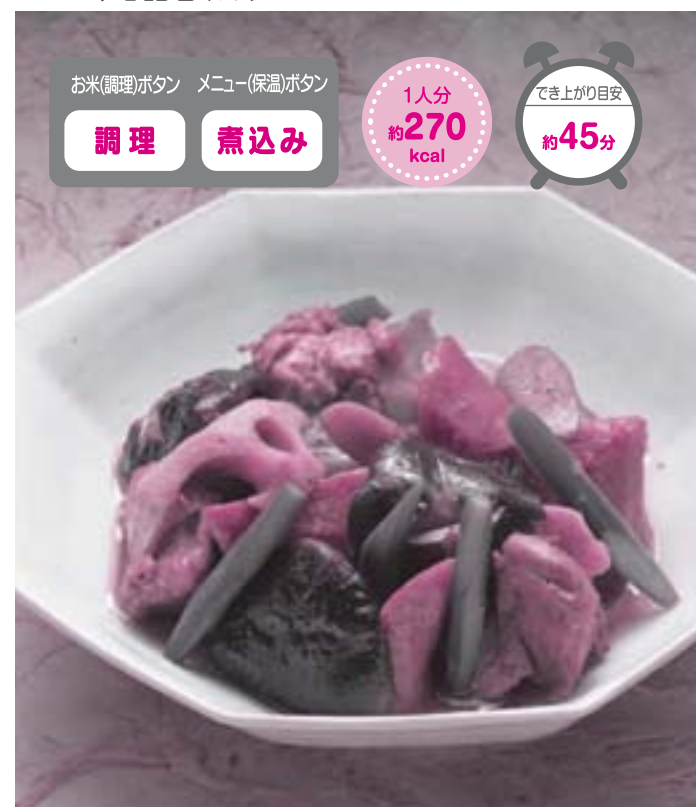 お米(調理)ボタン
メニュー(保温)ボタン
調理
煮込み
1人分
約270
kcal
でき上がり目安
約45分